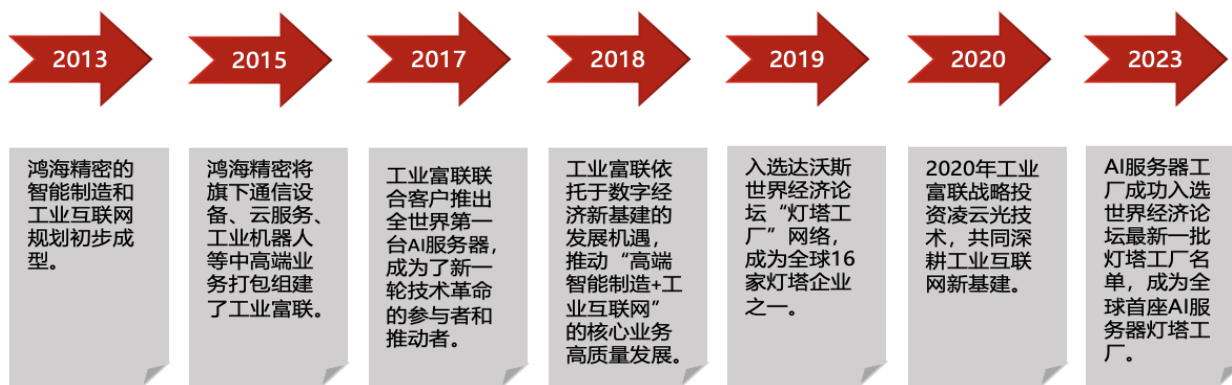 2013
2015
2017
2018
2019
2020
2023
鸿海精密的
智能制造和
工业互联网
规划初步成
型。
鸿海精密将
旗下通信设
备、云服务、
工业机器人
等中高端业
务打包组建
了工业富联。
工业富联联
合客户推出
全世界第一
台AI服务器，
成为了新一
轮技术革命
的参与者和
推动者。
工业富联依
托于数字经
济新基建的
发展机遇，
推动“高端
智能制造+工
业互联网”
的核心业务
高质量发展。
入选达沃斯
世界经济论
坛“灯塔工
厂”网络，
成为全球16
家灯塔企业
之一。
2020年工业
富联战略投
资凌云光技
术，共同深
耕工业互联
网新基建。
AI服务器工
厂成功入选
世界经济论
坛最新一批
灯塔工厂名
单，成为全
球首座AI服
务器灯塔工
厂。